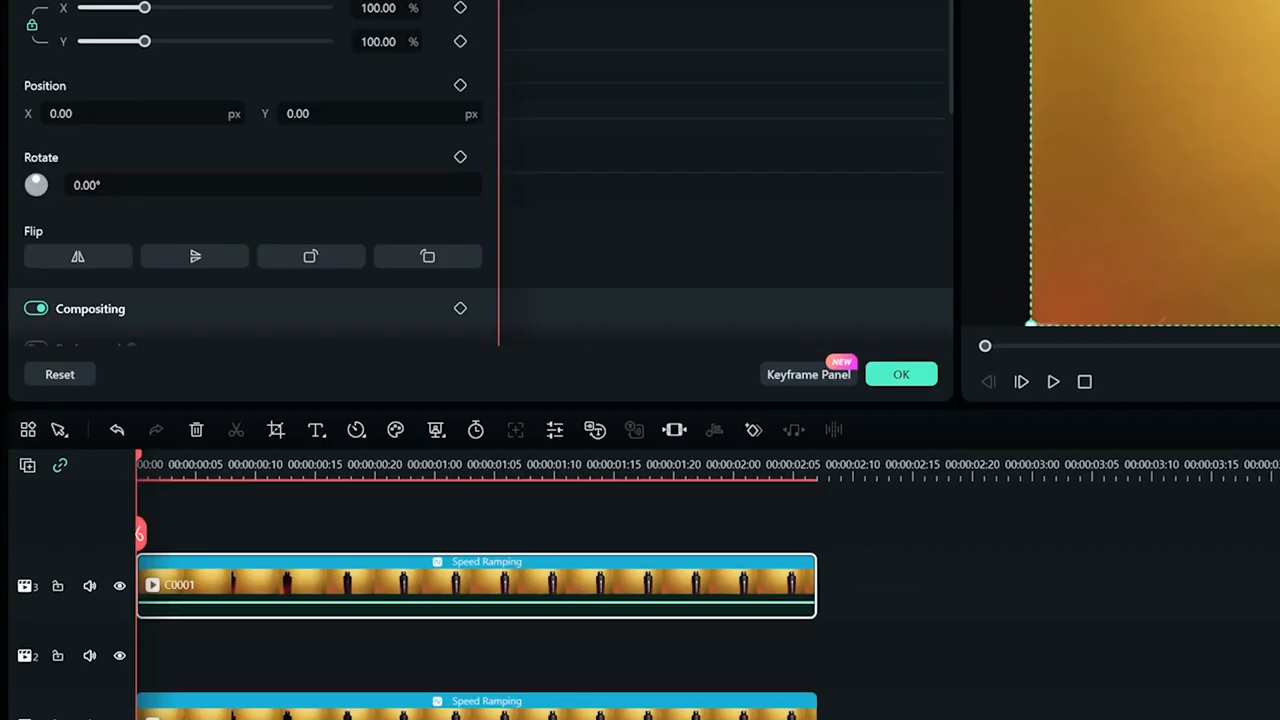 X 100.00 %
Y 100.00 %
Position
X 0.00 px Y 0.00 px
Rotate
0.00°
Flip
Compositing
Reset
NEW
Keyframe Panel
OK
00:00 00:00:00:05 00:00:00:10 00:00:00:15 00:00:00:20 00:00:01:00 00:00:01:05 00:00:01:10 00:00:01:15 00:00:01:20 00:00:02:00 00:00:02:05 00:00:02:10 00:00:02:15 00:00:02:20 00:00:03:00 00:00:03:05 00:00:03:10 00:00:03:15
Speed Ramping
3
C0001
2
Speed Ramping